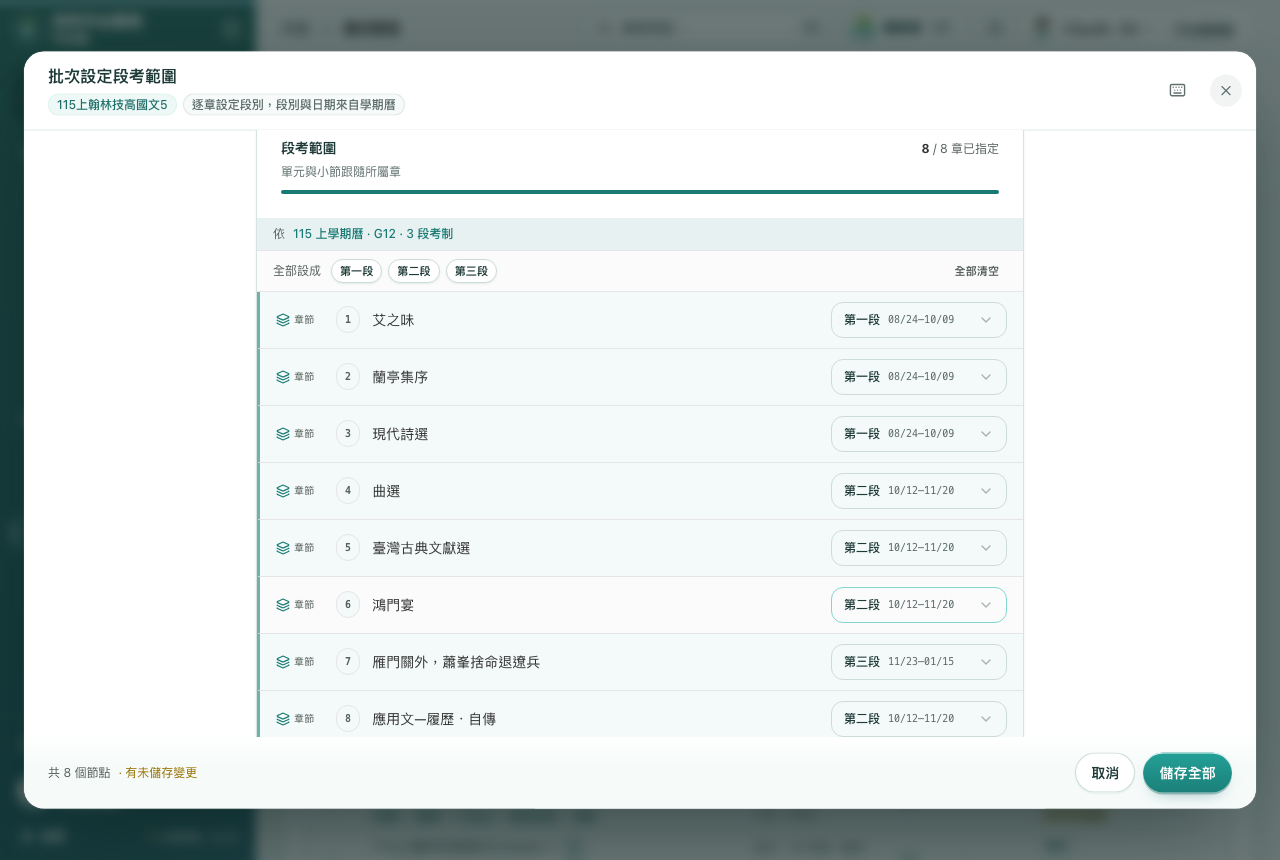 批次設定段考範圍
115上翰林技高國文5 逐章設定段別，段別與日期來自學期曆
段考範圍 8 / 8 章已指定
單元與小節跟隨所屬章
依 115 上學期曆 · G12 · 3 段考制
全部設成 第一段 第二段 第三段 全部清空
章節 1 艾之味 第一段 08/24–10/09
章節 2 蘭亭集序 第一段 08/24–10/09
章節 3 現代詩選 第一段 08/24–10/09
章節 4 曲選 第二段 10/12–11/20
章節 5 臺灣古典文獻選 第二段 10/12–11/20
章節 6 鴻門宴 第二段 10/12–11/20
章節 7 雁門關外，蕭峯捨命退遼兵 第三段 11/23–01/15
章節 8 應用文—履歷‧自傳 第二段 10/12–11/20
共 8 個節點 · 有未儲存變更 取消 儲存全部